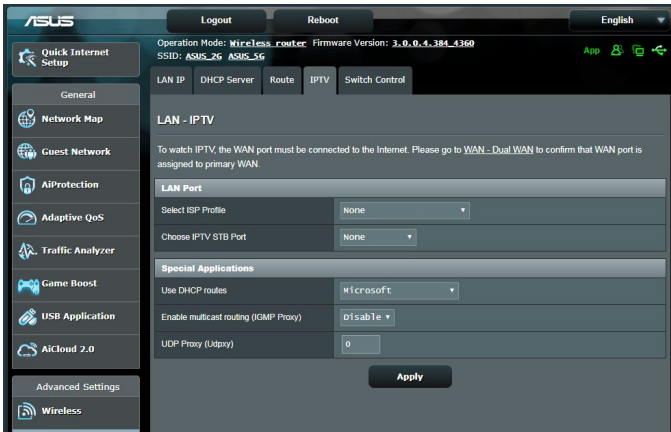 ASUS
Logout
Reboot
English
Operation Mode: Wireless router Firmware Version: 3.0.0.4.384_4360
SSID: ASUS_2G ASUS_5G
App
Quick Internet
Setup
General
Network Map
Guest Network
AiProtection
Adaptive QoS
Traffic Analyzer
Game Boost
USB Application
AiCloud 2.0
Advanced Settings
Wireless
LAN IP DHCP Server Route IPTV Switch Control
LAN - IPTV
To watch IPTV, the WAN port must be connected to the Internet. Please go to WAN - Dual WAN to confirm that WAN port is
assigned to primary WAN.
LAN Port
Select ISP Profile None
Choose IPTV STB Port None
Special Applications
Use DHCP routes Microsoft
Enable multicast routing (IGMP Proxy) Disable
UDP Proxy (Udpxy) 0
Apply